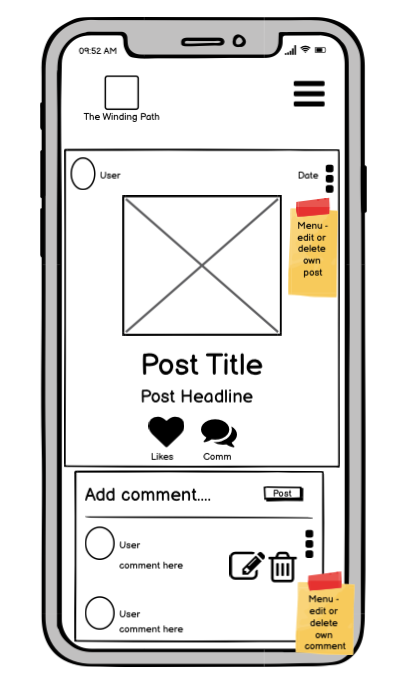 09:52 AM
The Winding Path
User
Date
Menu -
edit or
delete
own
post
Post Title
Post Headline
Likes
Comm
Add comment....
Post
User
comment here
User
comment here
Menu -
edit or
delete
own
comment